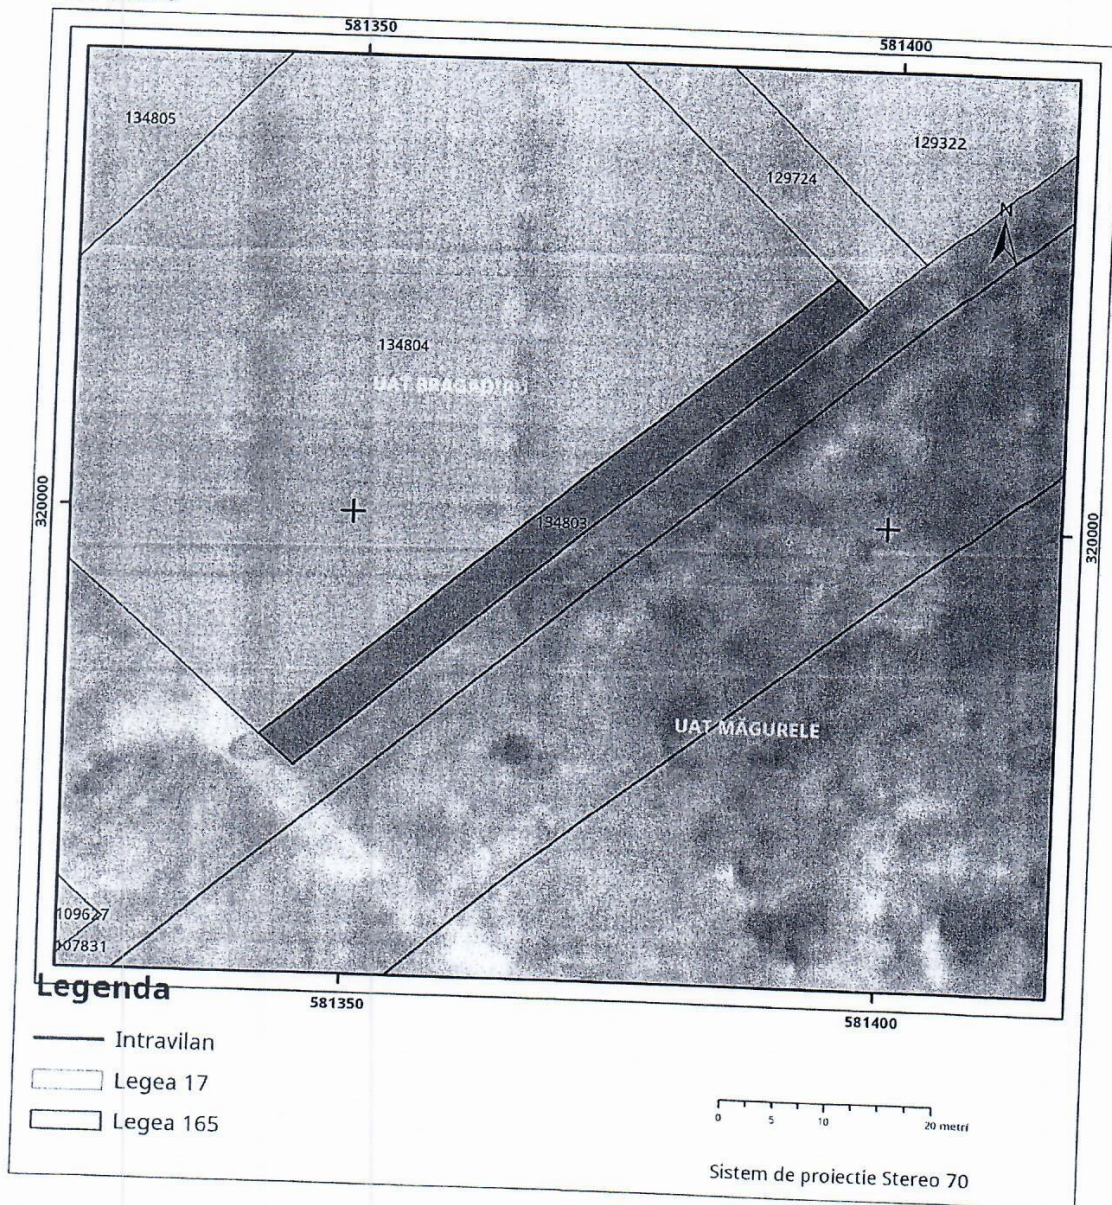 581350
581400
134805
129322
129724
N
134804
UAT BRAGADIRU
320000
134803
320000
UAT MĂGURELE
109627
107831
Legenda
581350
581400
Intravilan
Legea 17
Legea 165
0 5 10 20 metri
Sistem de proiectie Stereo 70